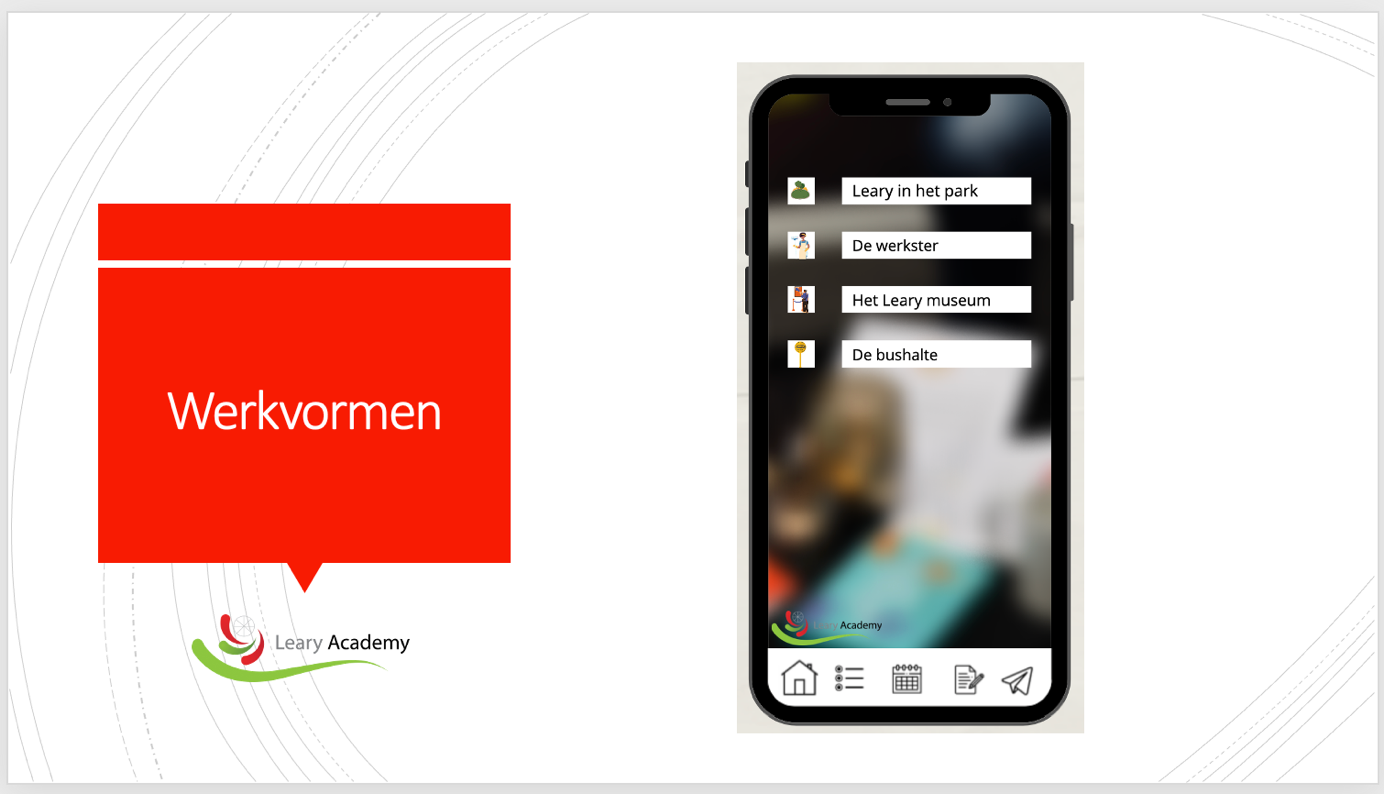 Werkvormen
Leary Academy
Leary in het park
De werkster
Het Leary museum
De bushalte
Leary Academy